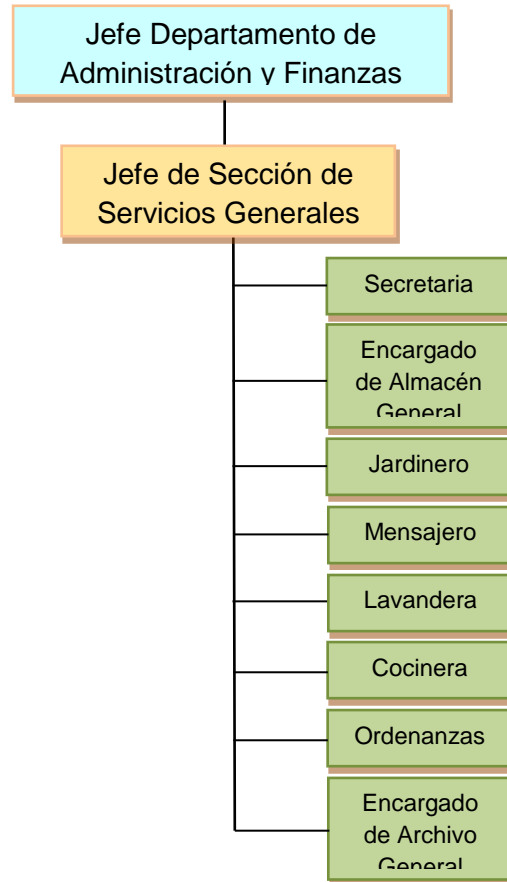 Jefe Departamento de
Administración y Finanzas
Jefe de Sección de
Servicios Generales
Secretaria
Encargado
de Almacén
General
Jardinero
Mensajero
Lavandera
Cocinera
Ordenanzas
Encargado
de Archivo
General